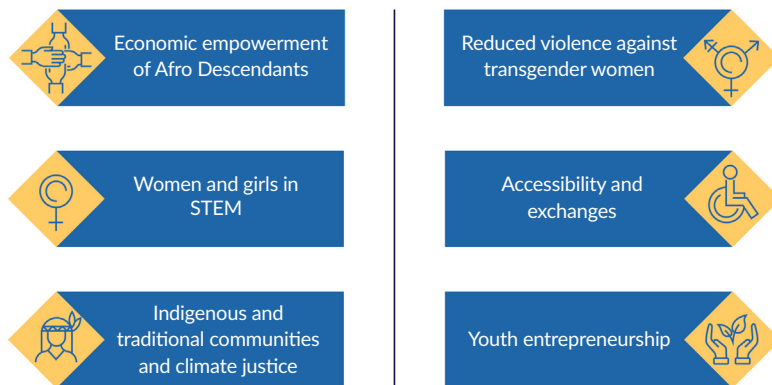 Economic empowerment
of Afro Descendants
Women and girls in
STEM
Indigenous and
traditional communities
and climate justice
Reduced violence against
transgender women
Accessibility and
exchanges
Youth entrepreneurship